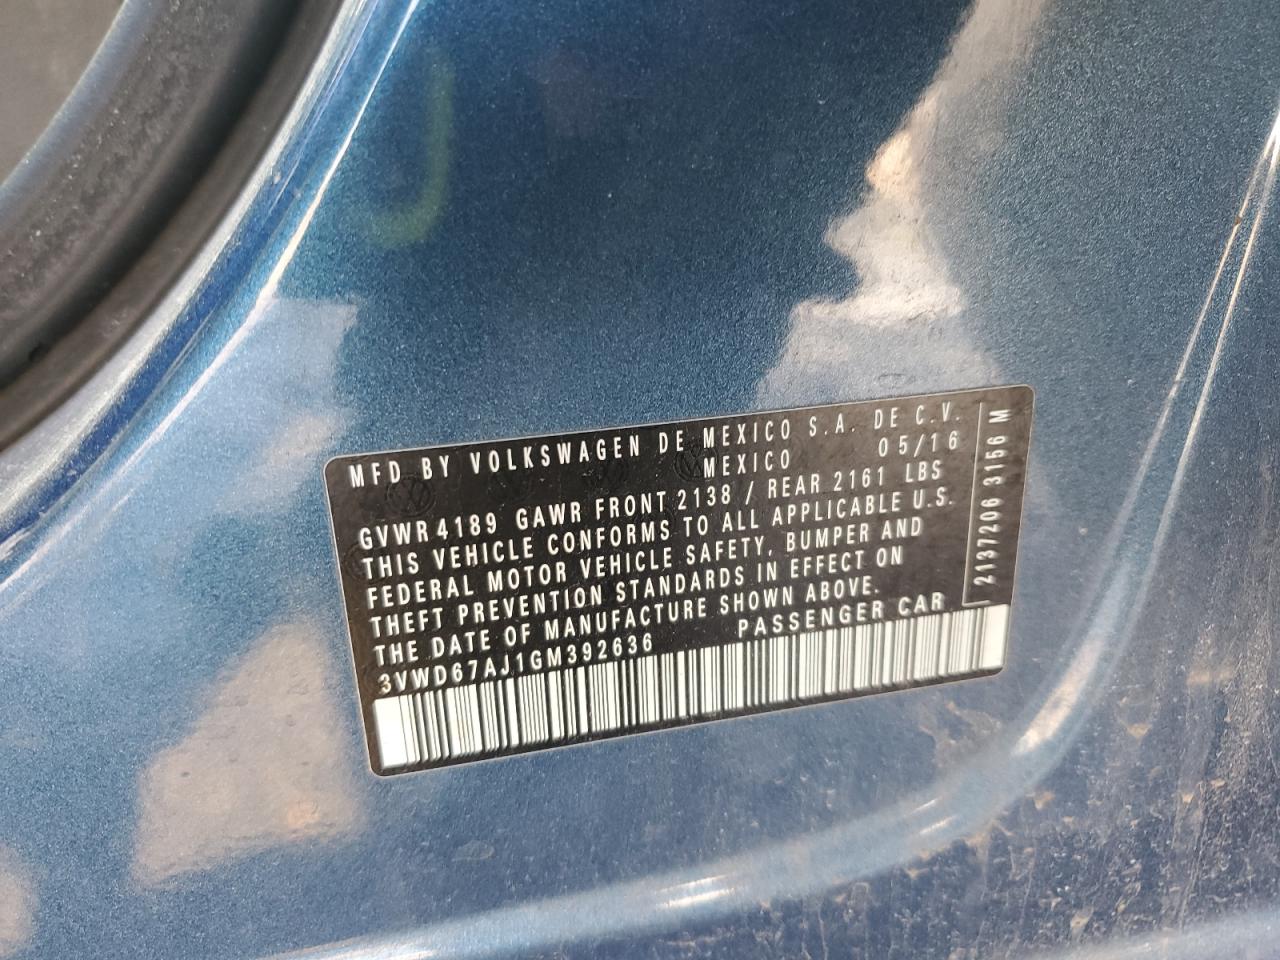 MFD BY VOLKSWAGEN DE MEXICO S.A. DE C.V.
MEXICO 05/16
GVWR 4189 GAWR FRONT 2138 / REAR 2161 LBS
THIS VEHICLE CONFORMS TO ALL APPLICABLE U.S.
FEDERAL MOTOR VEHICLE SAFETY, BUMPER AND
THEFT PREVENTION STANDARDS IN EFFECT ON
THE DATE OF MANUFACTURE SHOWN ABOVE.
3VWD67AJ1GM392636 PASSENGER CAR
2137206 3156 M